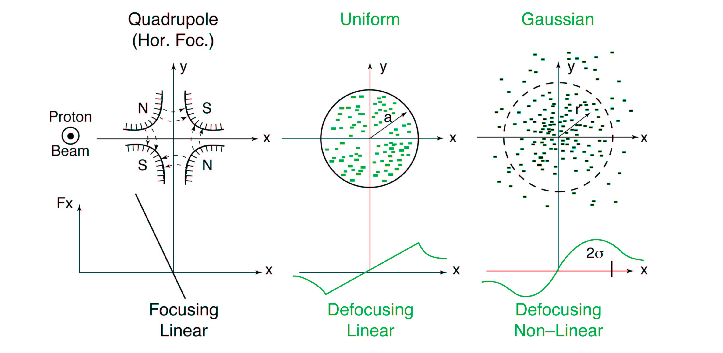 Quadrupole
(Hor. Foc.)
Uniform
Gaussian
y
y
y
N
S
a
r
Proton
Beam
x
x
x
S
N
Fx
2σ
x
x
x
Focusing
Linear
Defocusing
Linear
Defocusing
Non–Linear